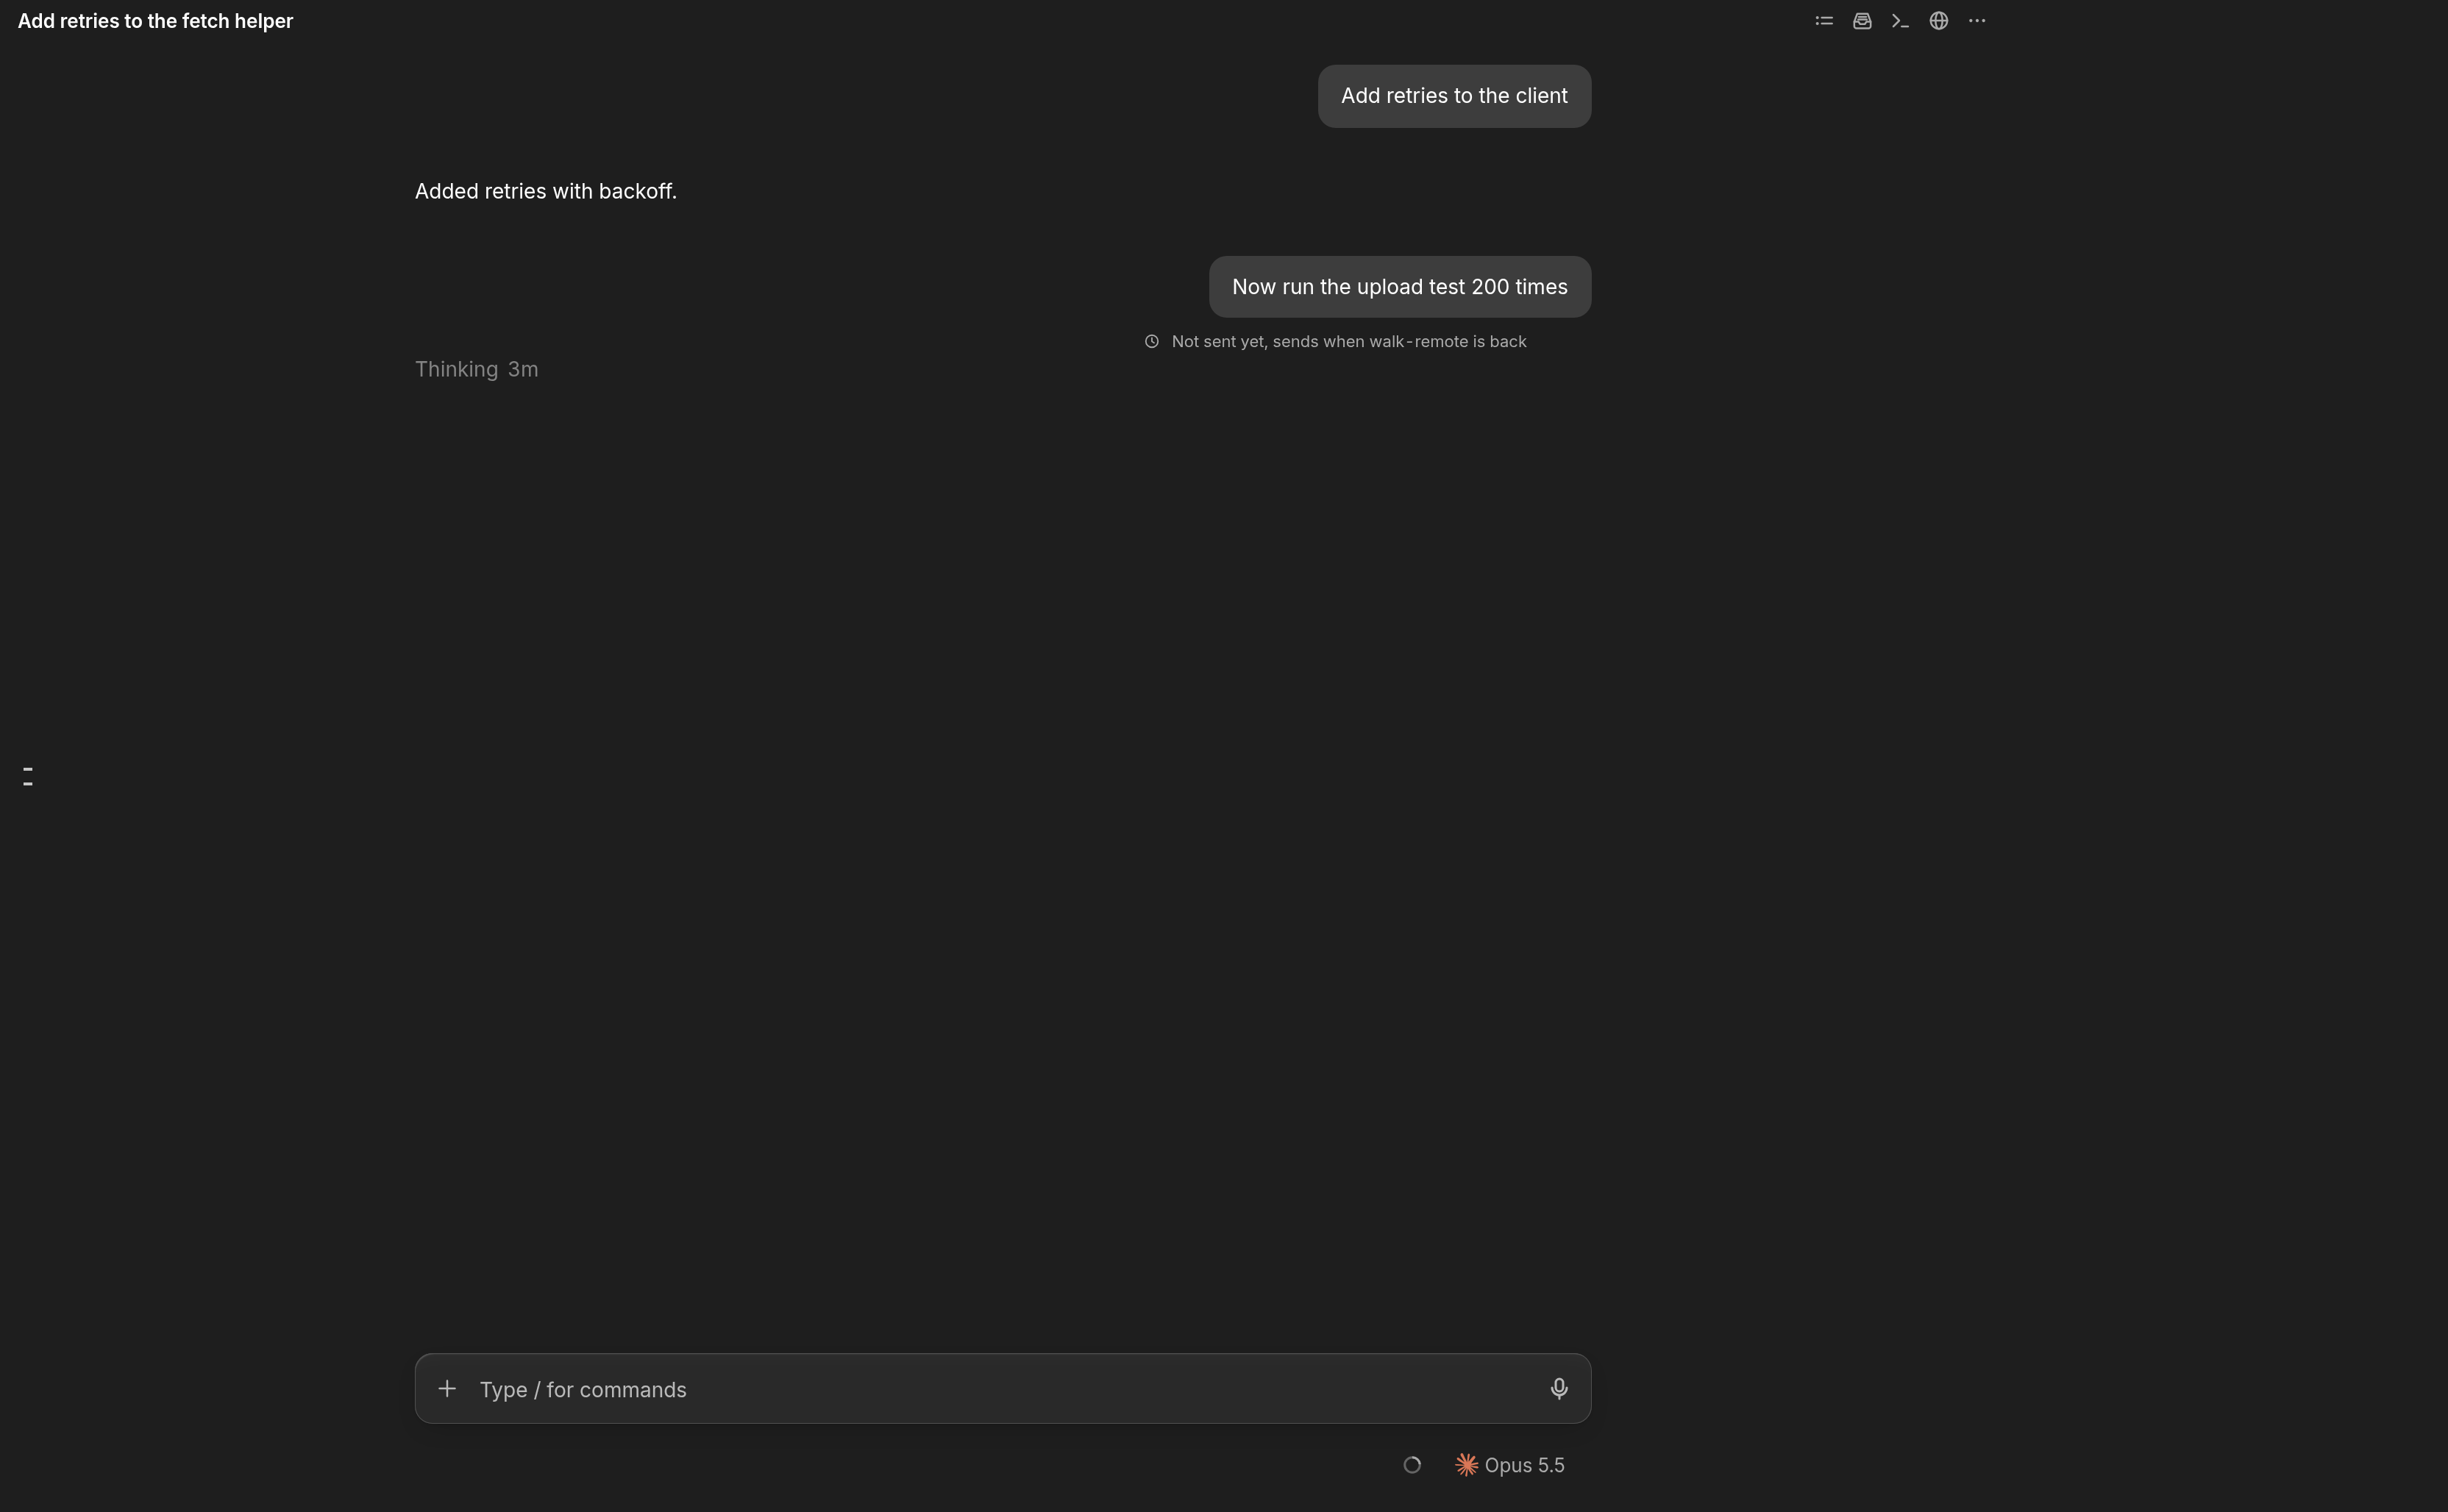 Add retries to the fetch helper
Add retries to the client
Added retries with backoff.
Now run the upload test 200 times
Not sent yet, sends when walk-remote is back
Thinking 3m
Type / for commands
Opus 5.5